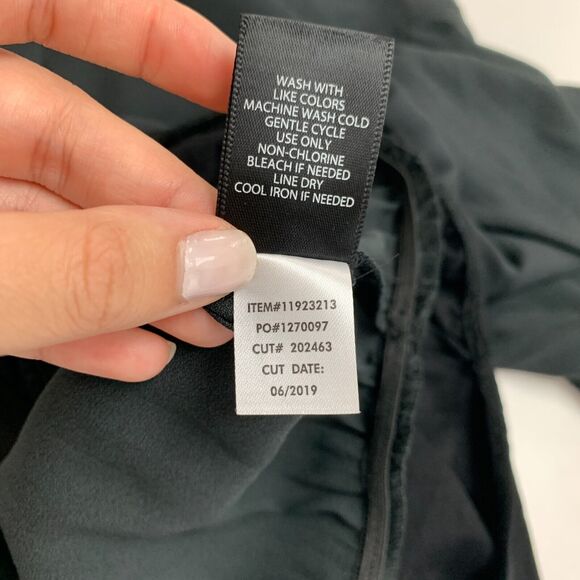 WASH WITH
LIKE COLORS
MACHINE WASH COLD
GENTLE CYCLE
USE ONLY
NON-CHLORINE
BLEACH IF NEEDED
LINE DRY
COOL IRON IF NEEDED
ITEM#11923213
PO#1270097
CUT# 202463
CUT DATE:
06/2019